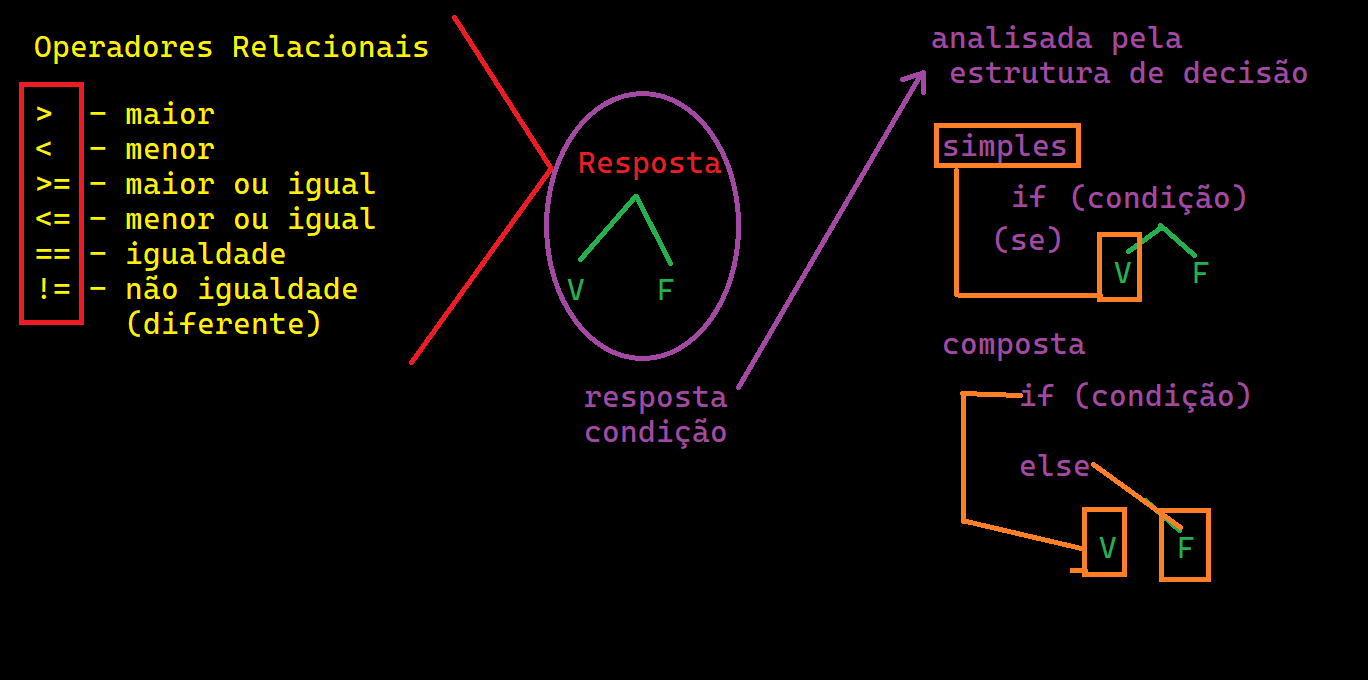 Operadores Relacionais
> - maior
< - menor
>= - maior ou igual
<= - menor ou igual
== - igualdade
!= - não igualdade
(diferente)
Resposta
V F
resposta
condição
analisada pela
estrutura de decisão
simples
if (condição)
(se)
V F
composta
if (condição)
else
V F